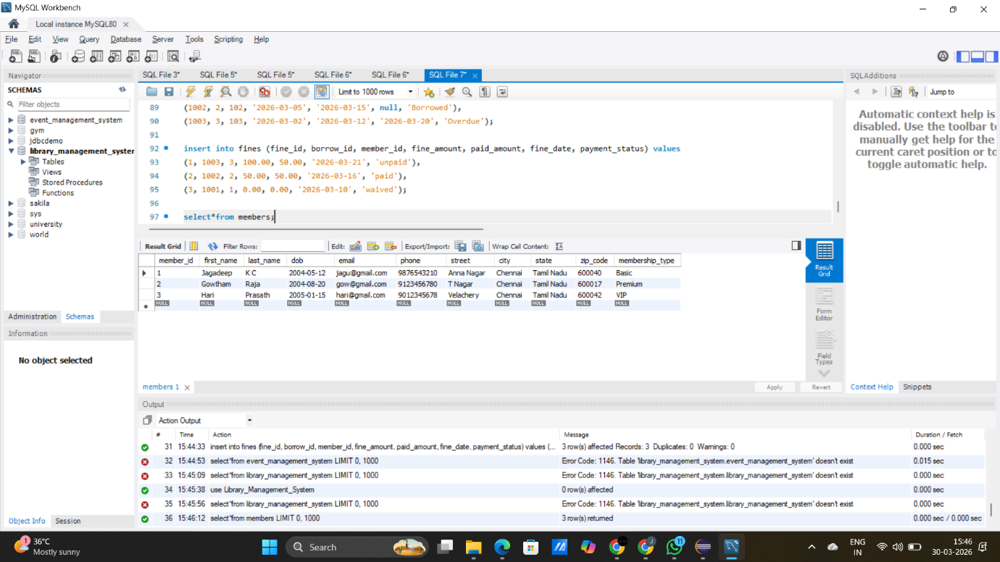 MySQL Workbench
Local instance MySQL80
File Edit View Query Database Server Tools Scripting Help
Navigator
SCHEMAS
Filter objects
event_management_system
gym
jdbcdemo
library_management_system
Tables
Views
Stored Procedures
Functions
sakila
sys
university
world
Administration Schemas
Information
No object selected
Object Info Session
SQL File 3* SQL File 5* SQL File 5* SQL File 6* SQL File 6* SQL File 7*
Limit to 1000 rows
89 (1002, 2, 102, '2026-03-05', '2026-03-15', null, 'Borrowed'),
90 (1003, 3, 103, '2026-03-02', '2026-03-12', '2026-03-20', 'Overdue');
91
92 insert into fines (fine_id, borrow_id, member_id, fine_amount, paid_amount, fine_date, payment_status) values
93 (1, 1003, 3, 100.00, 50.00, '2026-03-21', 'unpaid'),
94 (2, 1002, 2, 50.00, 50.00, '2026-03-16', 'paid'),
95 (3, 1001, 1, 0.00, 0.00, '2026-03-10', 'waived');
96
97 select*from members;
Result Grid Filter Rows: Edit: Export/Import: Wrap Cell Content:
member_id first_name last_name dob email phone street city state zip_code membership_type
1 Jagadeep K C 2004-05-12 jagu@gmail.com 9876543210 Anna Nagar Chennai Tamil Nadu 600040 Basic
2 Gowtham Raja 2004-08-20 gow@gmail.com 9123456780 T Nagar Chennai Tamil Nadu 600017 Premium
3 Hari Prasath 2005-01-15 hari@gmail.com 9012345678 Velachery Chennai Tamil Nadu 600042 VIP
NULL NULL NULL NULL NULL NULL NULL NULL NULL NULL NULL
Result
Grid
Form
Editor
Field
Types
members 1
Apply Revert
SQLAdditions
Jump to
Automatic context help is
disabled. Use the toolbar to
manually get help for the
current caret position or to
toggle automatic help.
Context Help Snippets
Output
Action Output
# Time Action Message Duration / Fetch
31 15:44:33 insert into fines (fine_id, borrow_id, member_id, fine_amount, paid_amount, fine_date, payment_status) values (... 3 row(s) affected Records: 3 Duplicates: 0 Warnings: 0 0.000 sec
32 15:44:53 select*from event_management_system LIMIT 0, 1000 Error Code: 1146. Table 'library_management_system.event_management_system' doesn't exist 0.015 sec
33 15:45:09 select*from library_management_system LIMIT 0, 1000 Error Code: 1146. Table 'library_management_system.library_management_system' doesn't exist 0.000 sec
34 15:45:38 use Library_Management_System 0 row(s) affected 0.000 sec
35 15:45:56 select*from library_management_system LIMIT 0, 1000 Error Code: 1146. Table 'library_management_system.library_management_system' doesn't exist 0.000 sec
36 15:46:12 select*from members LIMIT 0, 1000 3 row(s) returned 0.000 sec / 0.000 sec
1
36°C
Mostly sunny
Search
J
11
ENG
IN
15:46
30-03-2026